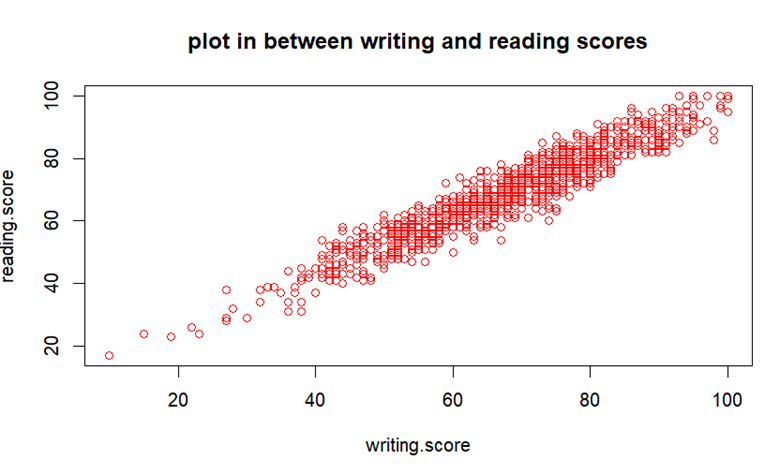 plot in between writing and reading scores
reading.score
100
80
60
40
20
20 40 60 80 100
writing.score